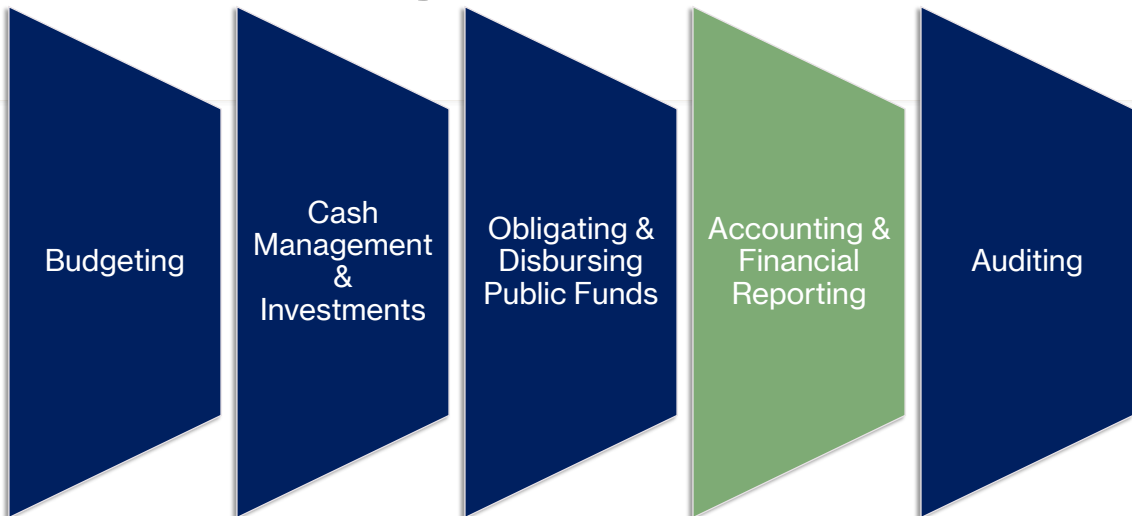 Budgeting
Cash
Management
&
Investments
Obligating &
Disbursing
Public Funds
Accounting &
Financial
Reporting
Auditing